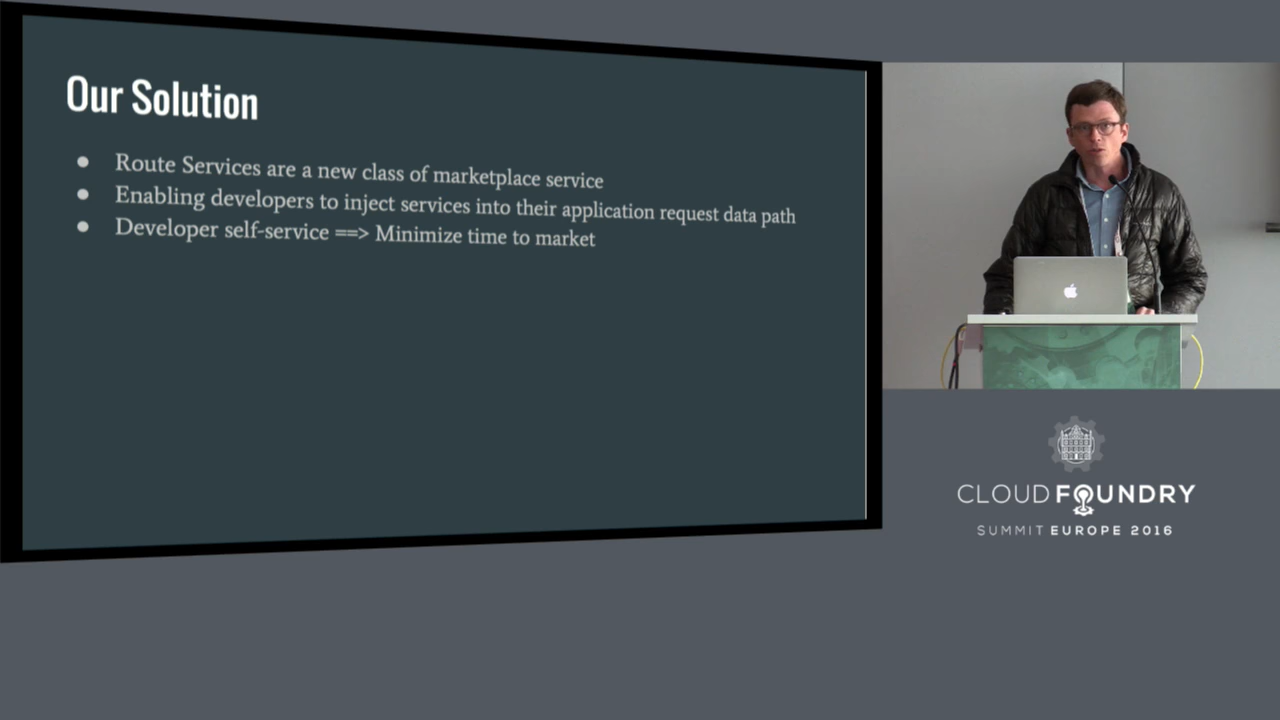 Our Solution
● Route Services are a new class of marketplace service
● Enabling developers to inject services into their application request data path
● Developer self-service ==> Minimize time to market
CLOUD FOUNDRY
SUMMIT EUROPE 2016